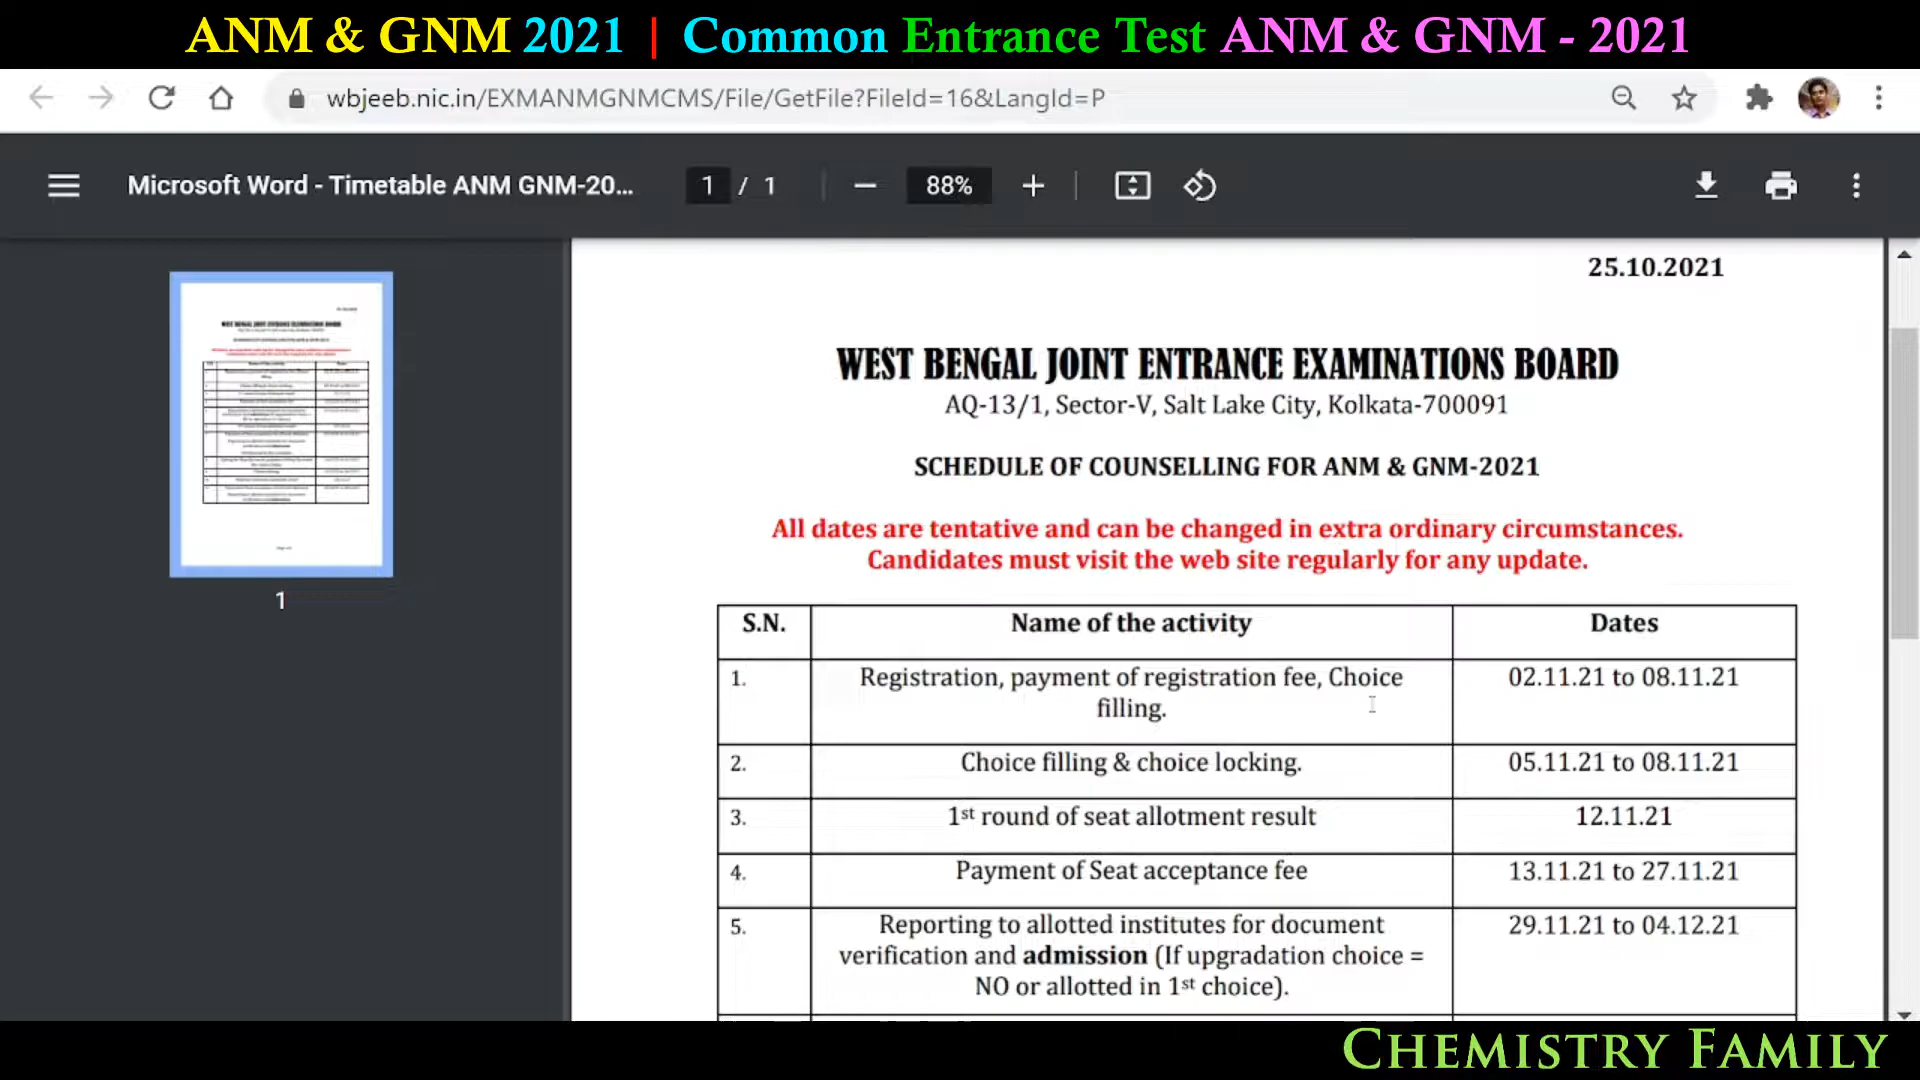 ANM & GNM 2021 | Common Entrance Test ANM & GNM - 2021
wbjeeb.nic.in/EXMANMGNMCMS/File/GetFile?FileId=16&LangId=P
Microsoft Word - Timetable ANM GNM-20...
1 / 1
88%
25.10.2021
WEST BENGAL JOINT ENTRANCE EXAMINATIONS BOARD
AQ-13/1, Sector-V, Salt Lake City, Kolkata-700091
SCHEDULE OF COUNSELLING FOR ANM & GNM-2021
All dates are tentative and can be changed in extra ordinary circumstances.
Candidates must visit the web site regularly for any update.
S.N. Name of the activity Dates
1. Registration, payment of registration fee, Choice 02.11.21 to 08.11.21
filling.
2. Choice filling & choice locking. 05.11.21 to 08.11.21
3. 1st round of seat allotment result 12.11.21
4. Payment of Seat acceptance fee 13.11.21 to 27.11.21
5. Reporting to allotted institutes for document 29.11.21 to 04.12.21
verification and admission (If upgradation choice =
NO or allotted in 1st choice).
1
CHEMISTRY FAMILY